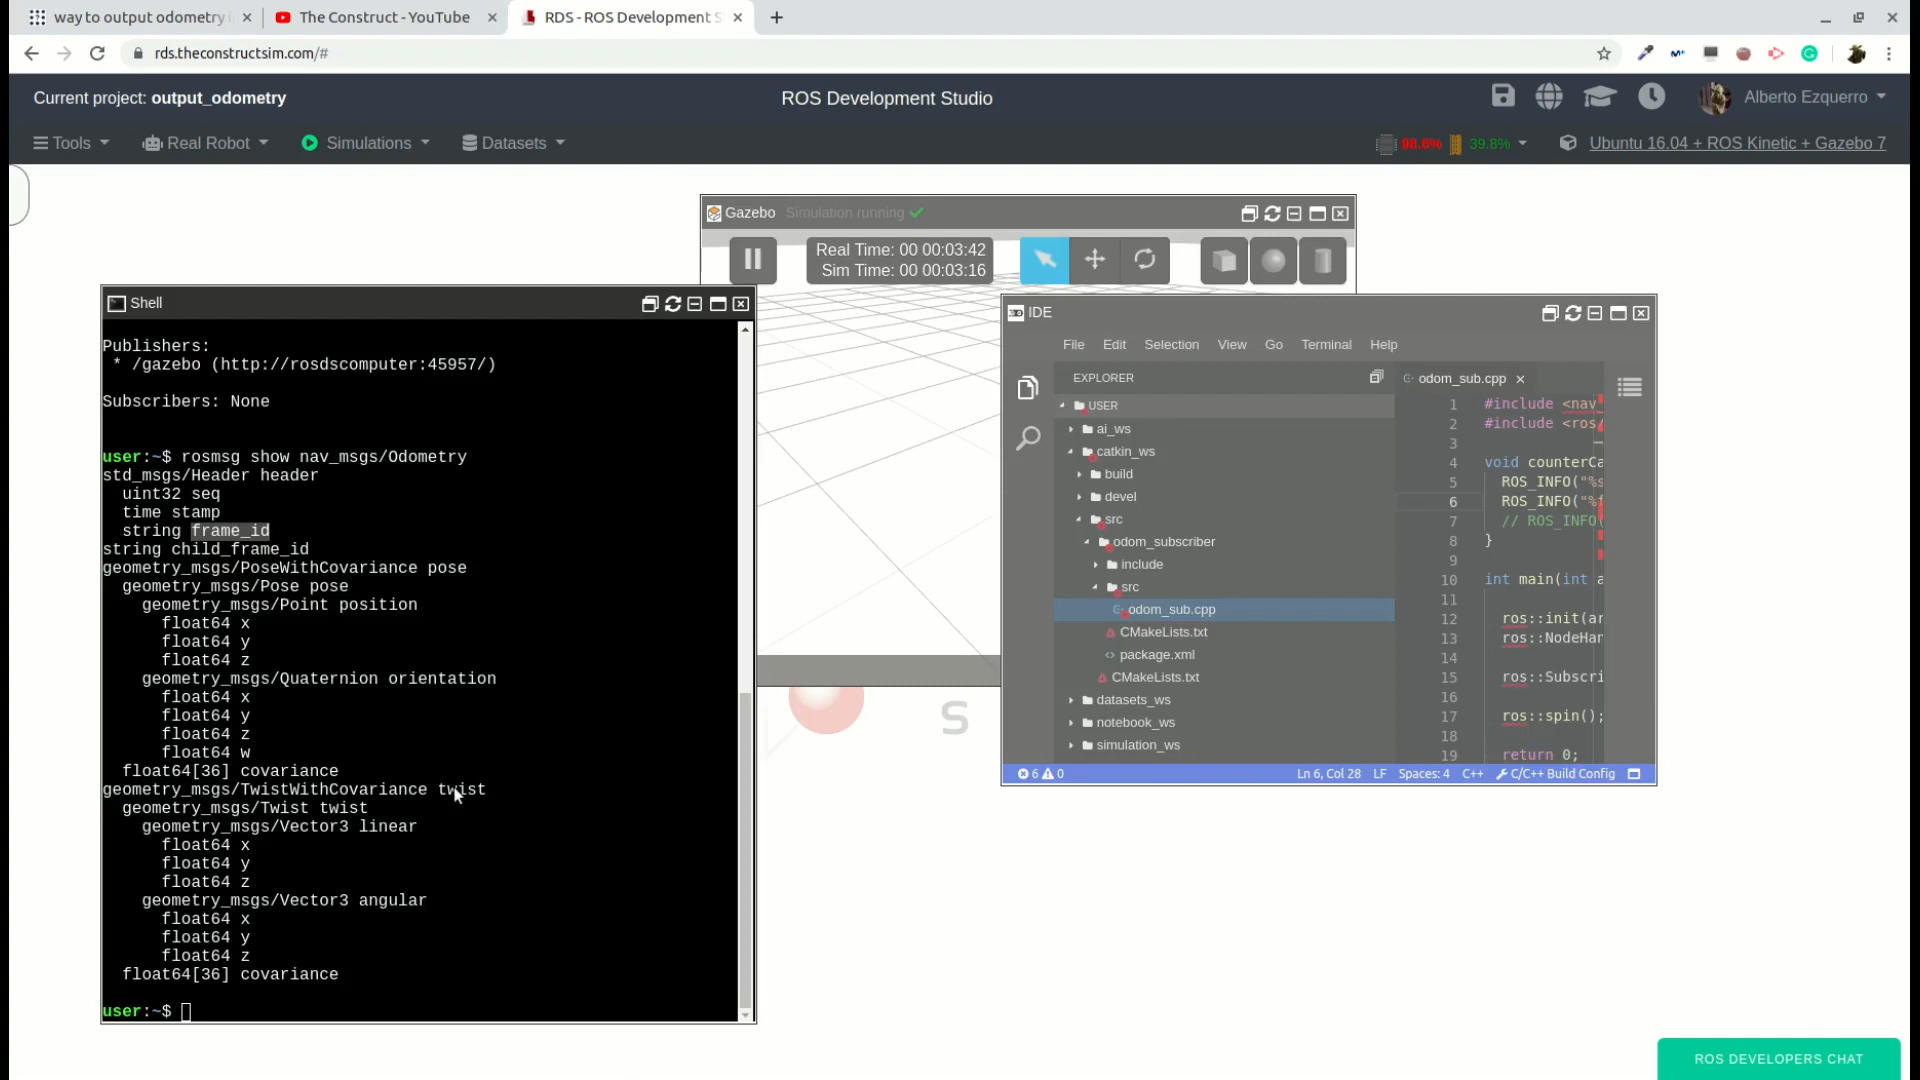 way to output odometry i
The Construct - YouTube
RDS - ROS Development S
rds.theconstructsim.com/#
Current project: output_odometry
ROS Development Studio
Alberto Ezquerro
Tools
Real Robot
Simulations
Datasets
98.6%
39.8%
Ubuntu 16.04 + ROS Kinetic + Gazebo 7
Gazebo Simulation running
Real Time: 00 00:03:42
Sim Time: 00 00:03:16
Shell
Publishers:
* /gazebo (http://rosdscomputer:45957/)
Subscribers: None
user:~$ rosmsg show nav_msgs/Odometry
std_msgs/Header header
uint32 seq
time stamp
string frame_id
string child_frame_id
geometry_msgs/PoseWithCovariance pose
geometry_msgs/Pose pose
geometry_msgs/Point position
float64 x
float64 y
float64 z
geometry_msgs/Quaternion orientation
float64 x
float64 y
float64 z
float64 w
float64[36] covariance
geometry_msgs/TwistWithCovariance twist
geometry_msgs/Twist twist
geometry_msgs/Vector3 linear
float64 x
float64 y
float64 z
geometry_msgs/Vector3 angular
float64 x
float64 y
float64 z
float64[36] covariance
user:~$
S
IDE
File Edit Selection View Go Terminal Help
EXPLORER
USER
ai_ws
catkin_ws
build
devel
src
odom_subscriber
include
src
odom_sub.cpp
CMakeLists.txt
package.xml
CMakeLists.txt
datasets_ws
notebook_ws
simulation_ws
odom_sub.cpp
1 #include <nav_
2 #include <ros/
3
4 void counterCa
5 ROS_INFO("%s
6 ROS_INFO("%f
7 // ROS_INFO(
8 }
9
10 int main(int a
11
12 ros::init(ar
13 ros::NodeHan
14
15 ros::Subscri
16
17 ros::spin();
18
19 return 0;
6 0
Ln 6, Col 28 LF Spaces: 4 C++ C/C++ Build Config
ROS DEVELOPERS CHAT